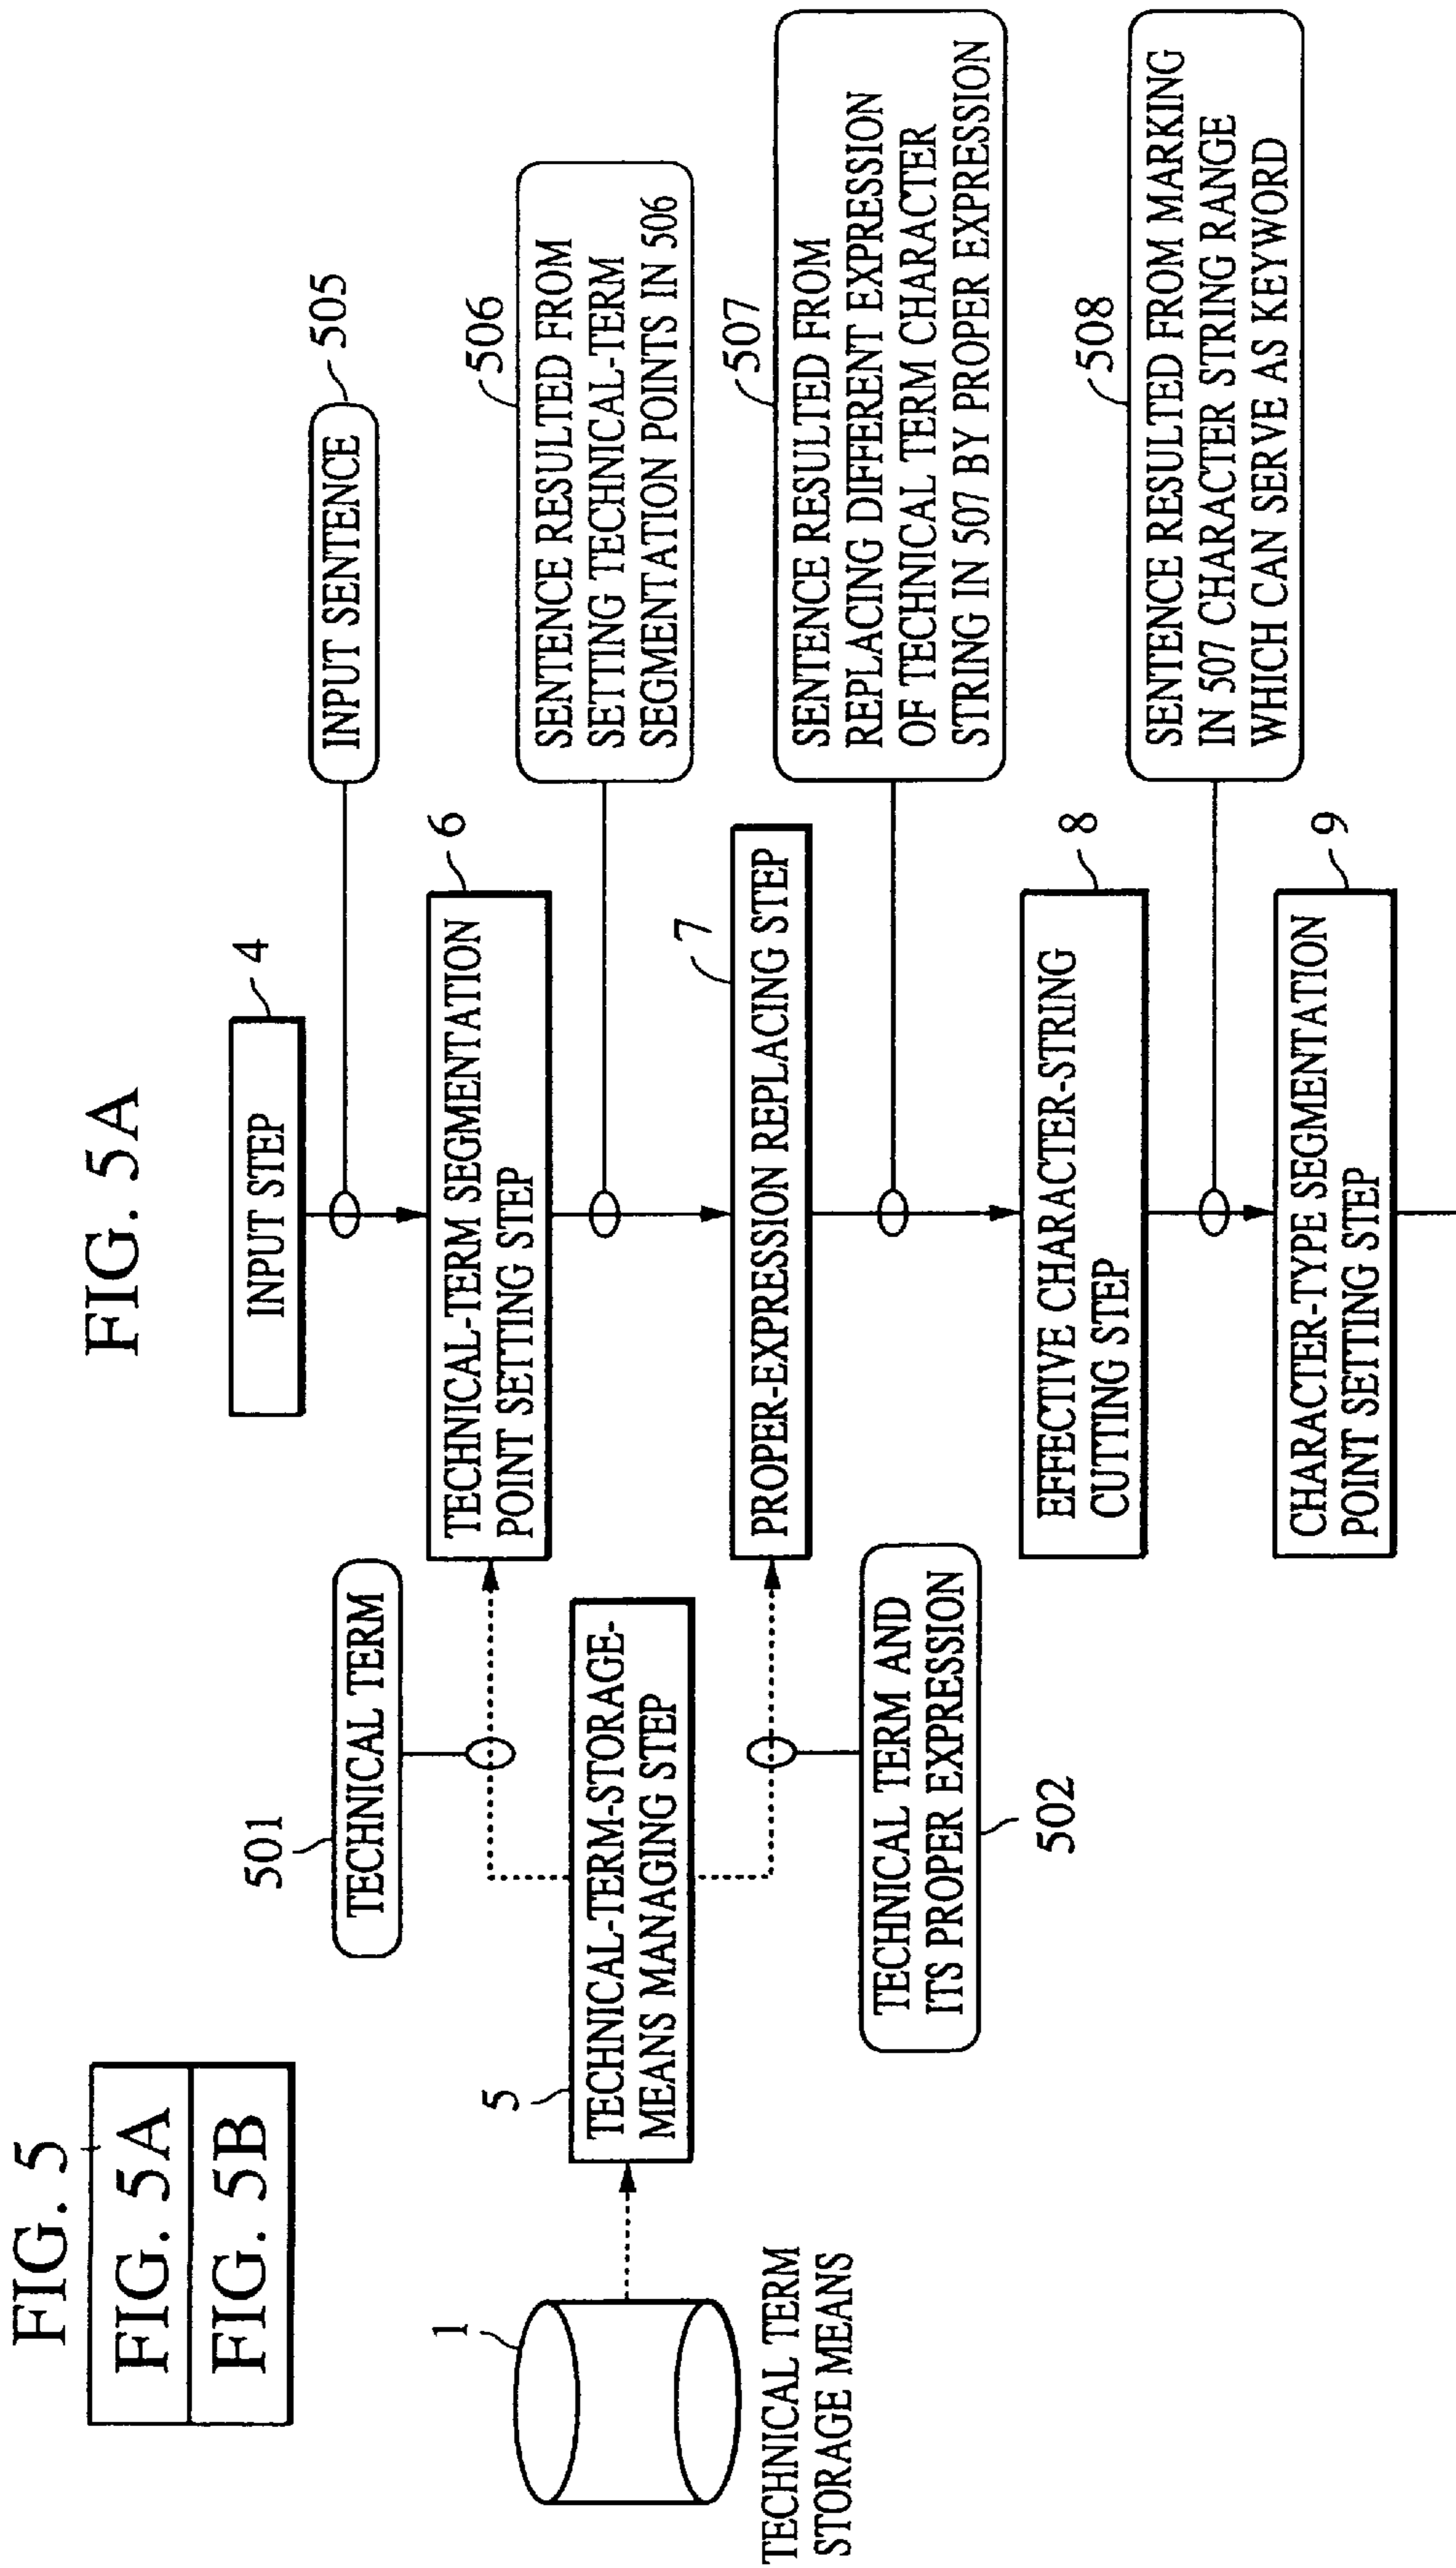 FIG. 5
FIG. 5A
FIG. 5B
FIG. 5A
INPUT STEP
4
INPUT SENTENCE
505
501
TECHNICAL TERM
TECHNICAL-TERM SEGMENTATION
POINT SETTING STEP
6
SENTENCE RESULTED FROM
SETTING TECHNICAL-TERM
SEGMENTATION POINTS IN 506
506
1
TECHNICAL TERM
STORAGE MEANS
5
TECHNICAL-TERM-STORAGE-
MEANS MANAGING STEP
PROPER-EXPRESSION REPLACING STEP
7
SENTENCE RESULTED FROM
REPLACING DIFFERENT EXPRESSION
OF TECHNICAL TERM CHARACTER
STRING IN 507 BY PROPER EXPRESSION
507
TECHNICAL TERM AND
ITS PROPER EXPRESSION
502
EFFECTIVE CHARACTER-STRING
CUTTING STEP
8
SENTENCE RESULTED FROM MARKING
IN 507 CHARACTER STRING RANGE
WHICH CAN SERVE AS KEYWORD
508
CHARACTER-TYPE SEGMENTATION
POINT SETTING STEP
9